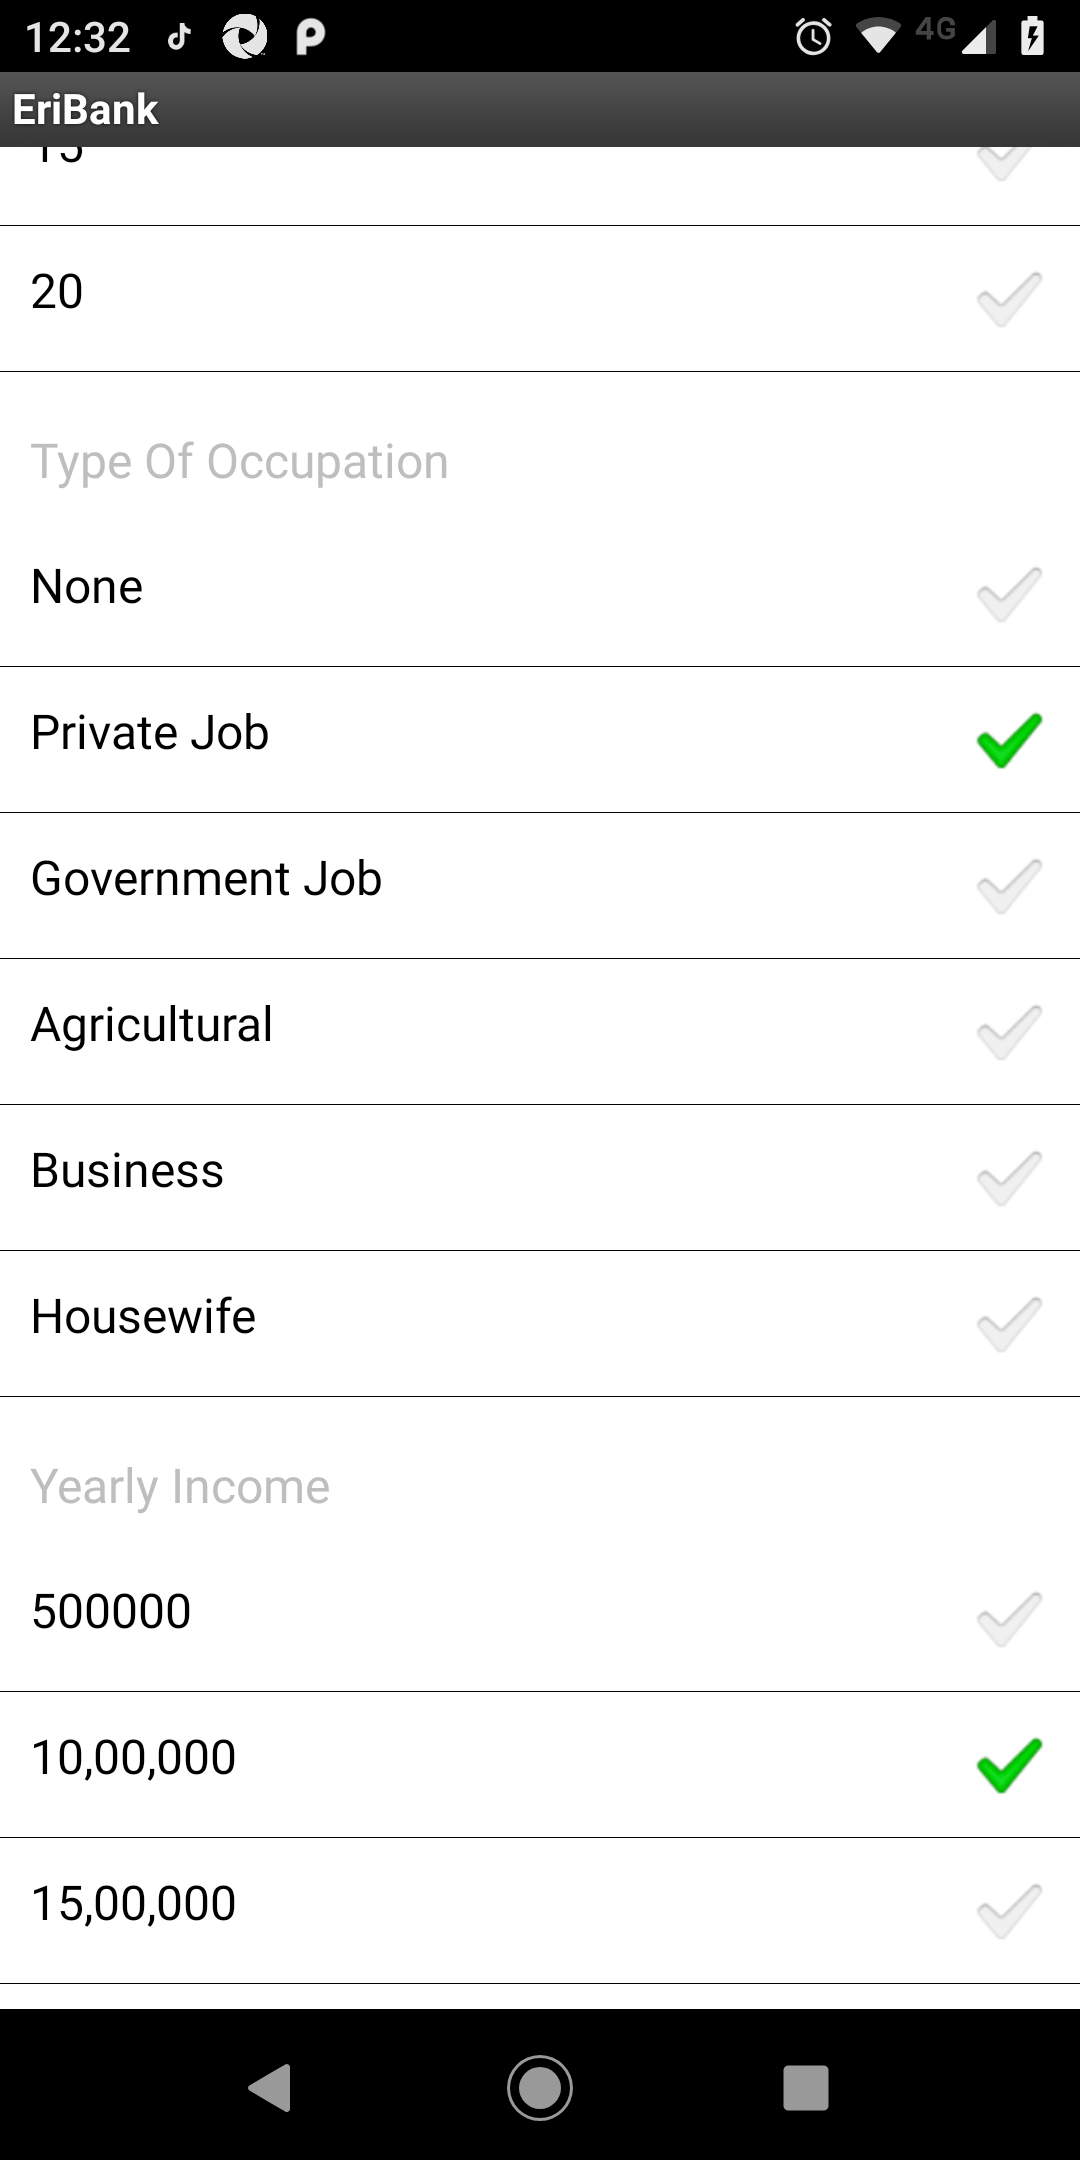 12:32
4G
EriBank
15
20
Type Of Occupation
None
Private Job
Government Job
Agricultural
Business
Housewife
Yearly Income
500000
10,00,000
15,00,000